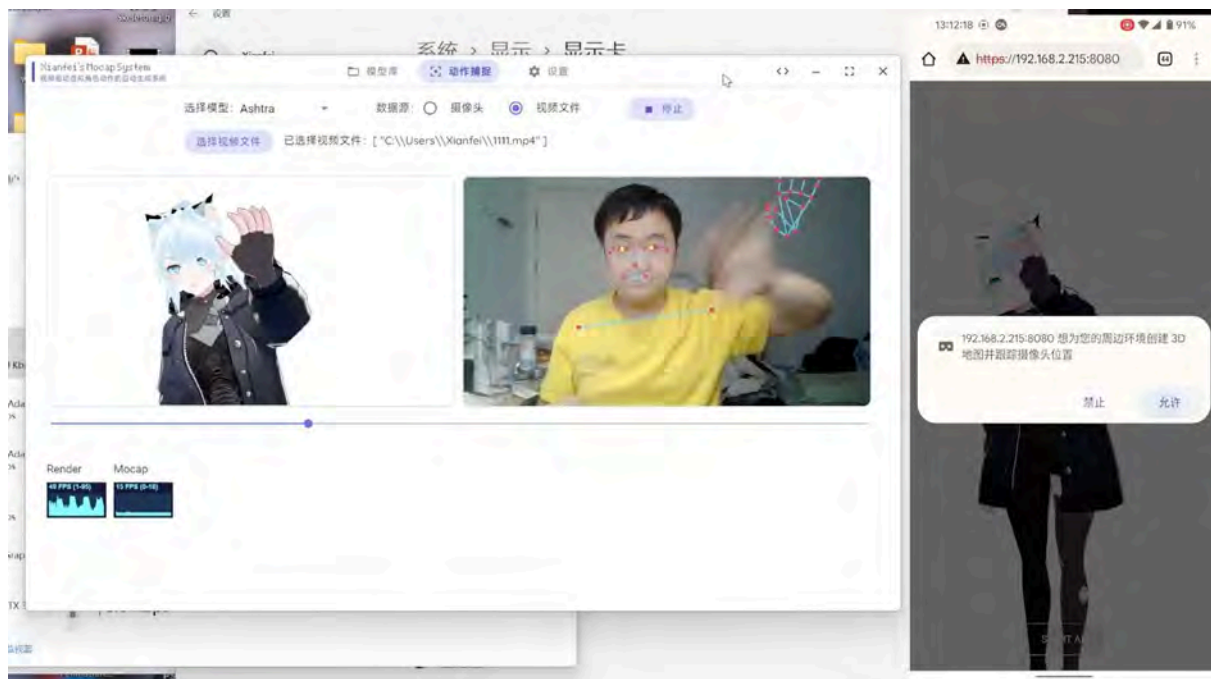 系统 > 显示 > 显示卡
Xianfei's Mocap System
模型库
动作捕捉
设置
选择模型: Ashtra
数据源:
摄像头
视频文件
停止
选择视频文件
已选择视频文件: [ "C:\\Users\\Xianfei\\1111.mp4" ]
Render
Mocap
13:12:18
91%
https://192.168.2.215:8080
192.168.2.215:8080 想为您的周边环境创建 3D
地图并跟踪摄像头位置
禁止
允许